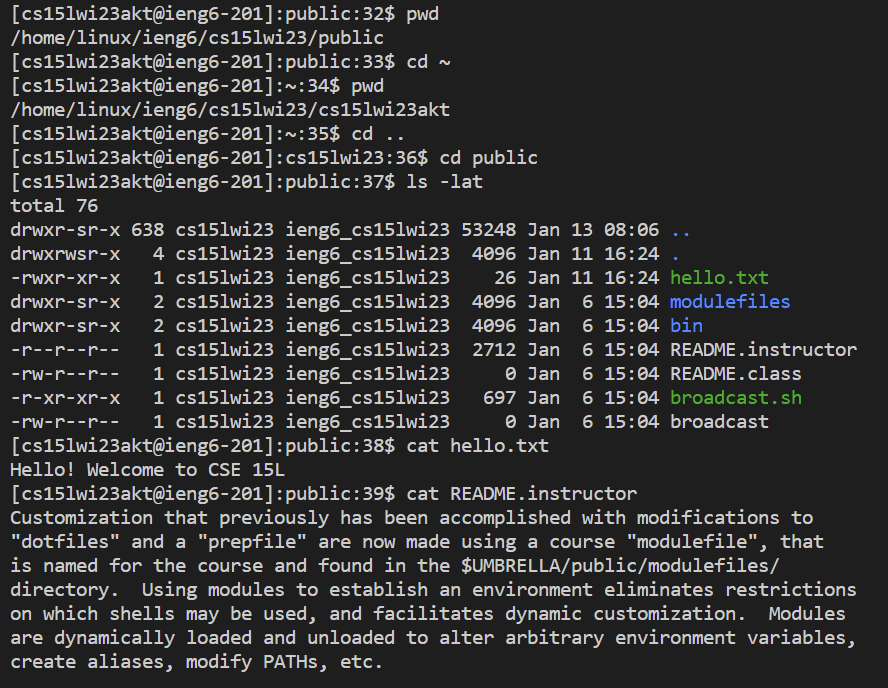 [cs15lwi23akt@ieng6-201]:public:32$ pwd
/home/linux/ieng6/cs15lwi23/public
[cs15lwi23akt@ieng6-201]:public:33$ cd ~
[cs15lwi23akt@ieng6-201]:~:34$ pwd
/home/linux/ieng6/cs15lwi23/cs15lwi23akt
[cs15lwi23akt@ieng6-201]:~:35$ cd ..
[cs15lwi23akt@ieng6-201]:cs15lwi23:36$ cd public
[cs15lwi23akt@ieng6-201]:public:37$ ls -lat
total 76
drwxr-sr-x 638 cs15lwi23 ieng6_cs15lwi23 53248 Jan 13 08:06 ..
drwxrwsr-x   4 cs15lwi23 ieng6_cs15lwi23  4096 Jan 11 16:24 .
-rwxr-xr-x   1 cs15lwi23 ieng6_cs15lwi23    26 Jan 11 16:24 hello.txt
drwxr-sr-x   2 cs15lwi23 ieng6_cs15lwi23  4096 Jan  6 15:04 modulefiles
drwxr-sr-x   2 cs15lwi23 ieng6_cs15lwi23  4096 Jan  6 15:04 bin
-r--r--r--   1 cs15lwi23 ieng6_cs15lwi23  2712 Jan  6 15:04 README.instructor
-rw-r--r--   1 cs15lwi23 ieng6_cs15lwi23     0 Jan  6 15:04 README.class
-r-xr-xr-x   1 cs15lwi23 ieng6_cs15lwi23   697 Jan  6 15:04 broadcast.sh
-rw-r--r--   1 cs15lwi23 ieng6_cs15lwi23     0 Jan  6 15:04 broadcast
[cs15lwi23akt@ieng6-201]:public:38$ cat hello.txt
Hello! Welcome to CSE 15L
[cs15lwi23akt@ieng6-201]:public:39$ cat README.instructor
Customization that previously has been accomplished with modifications to
"dotfiles" and a "prepfile" are now made using a course "modulefile", that
is named for the course and found in the $UMBRELLA/public/modulefiles/
directory.  Using modules to establish an environment eliminates restrictions
on which shells may be used, and facilitates dynamic customization.  Modules
are dynamically loaded and unloaded to alter arbitrary environment variables,
create aliases, modify PATHs, etc.